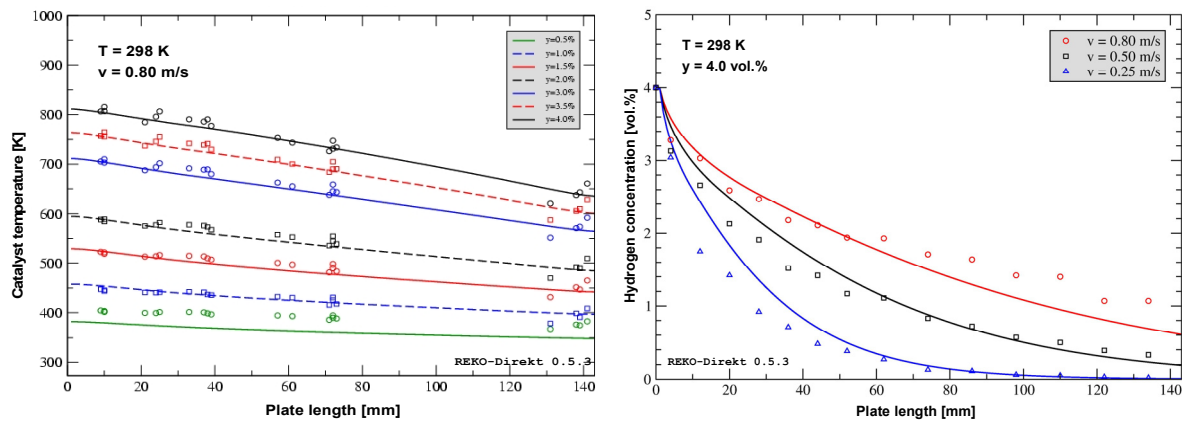 1000
900
800
700
600
500
400
300
Catalyst temperature [K]
T = 298 K
v = 0.80 m/s
y=0.5%
y=1.0%
y=1.5%
y=2.0%
y=3.0%
y=3.5%
y=4.0%
REKO-Direkt 0.5.3
0 20 40 60 80 100 120 140
Plate length [mm]
5
4
3
2
1
0
Hydrogen concentration [vol.%]
T = 298 K
y = 4.0 vol.%
v = 0.80 m/s
v = 0.50 m/s
v = 0.25 m/s
REKO-Direkt 0.5.3
0 20 40 60 80 100 120 140
Plate length [mm]